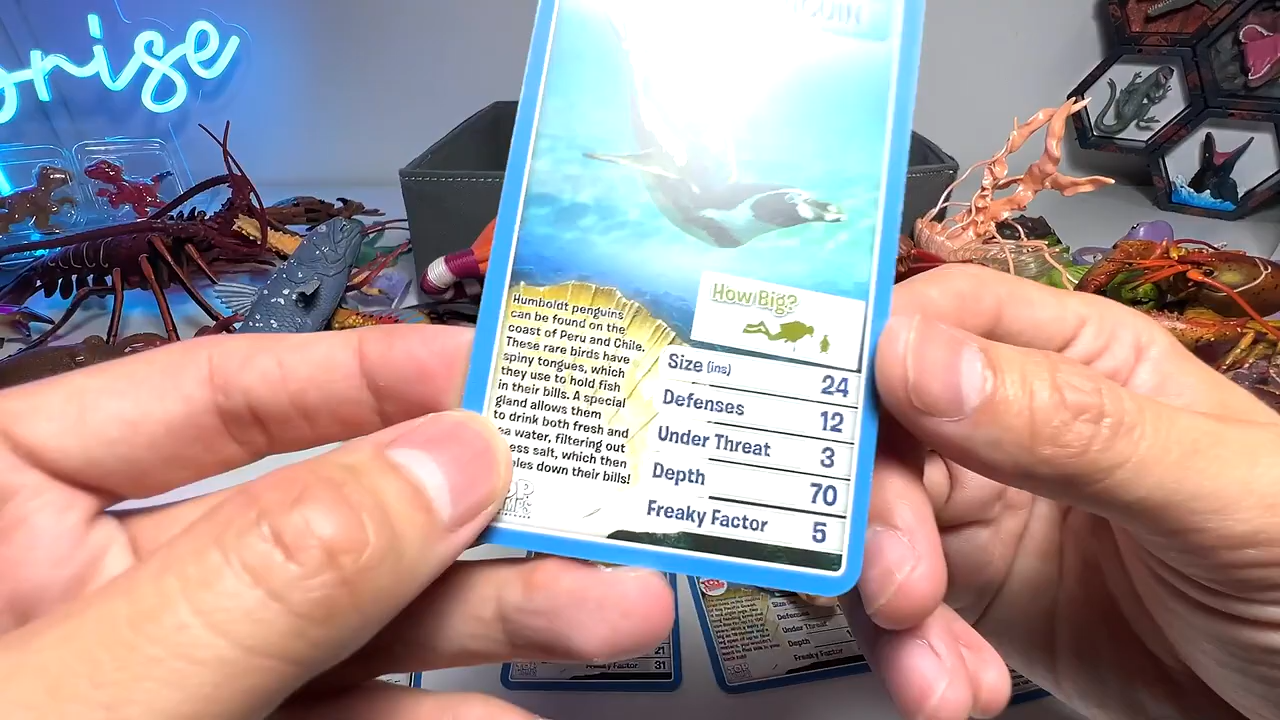 How Big?
Humboldt penguins
can be found on the
coast of Peru and Chile.
These rare birds have
spiny tongues, which
they use to hold fish
in their bills. A special
gland allows them
to drink both fresh and
water, filtering out
salt, which then
down their bills!
Size (ins) 24
Defenses 12
Under Threat 3
Depth 70
Freaky Factor 5
TOP
21
Freaky Factor 31
TOP
Size
Defenses
Under Threat
Depth
Freaky Factor
TOP